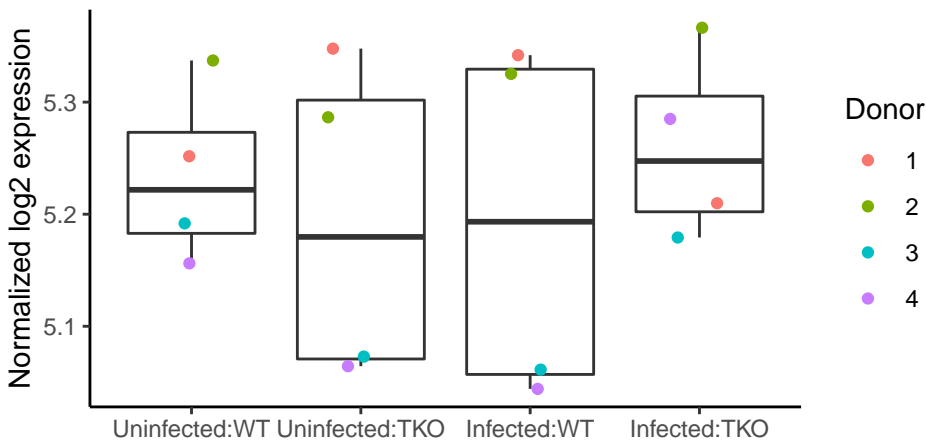 Normalized log2 expression
5.3
5.2
5.1
Uninfected:WT Uninfected:TKO Infected:WT Infected:TKO
Donor
1
2
3
4